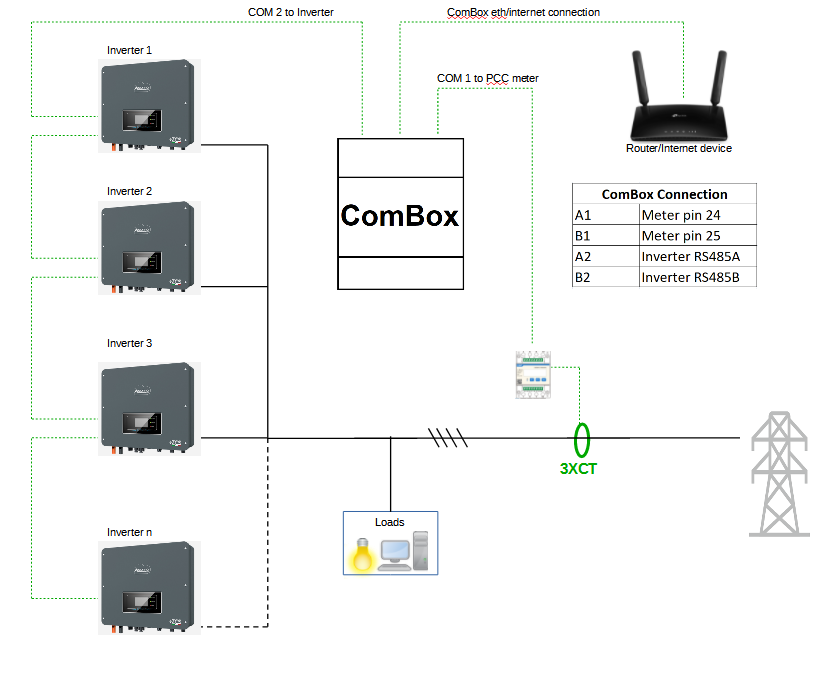 COM 2 to Inverter
ComBox eth/internet connection
Inverter 1
COM 1 to PCC meter
Router/Internet device
ComBox Connection
A1 Meter pin 24
B1 Meter pin 25
A2 Inverter RS485A
B2 Inverter RS485B
Inverter 2
ComBox
Inverter 3
3XCT
Loads
Inverter n